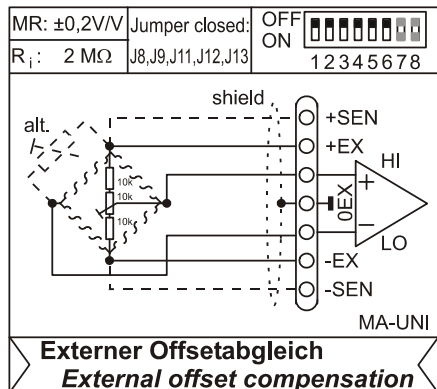 MR: ±0,2V/V
Jumper closed:
OFF
ON
Ri: 2 MΩ
J8,J9,J11,J12,J13
12345678
shield
+SEN
alt.
+EX
HI
10k
+
10k
0EX
10k
−
LO
-EX
-SEN
MA-UNI
Externer Offsetabgleich
External offset compensation